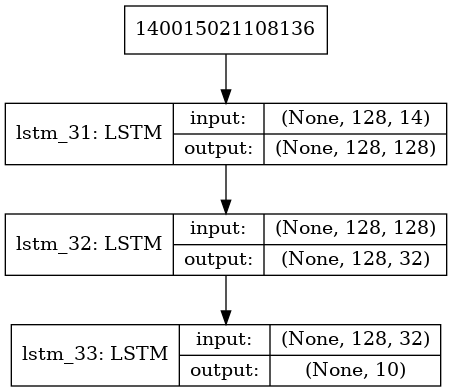 140015021108136
lstm_31: LSTM
input: (None, 128, 14)
output: (None, 128, 128)
lstm_32: LSTM
input: (None, 128, 128)
output: (None, 128, 32)
lstm_33: LSTM
input: (None, 128, 32)
output: (None, 10)